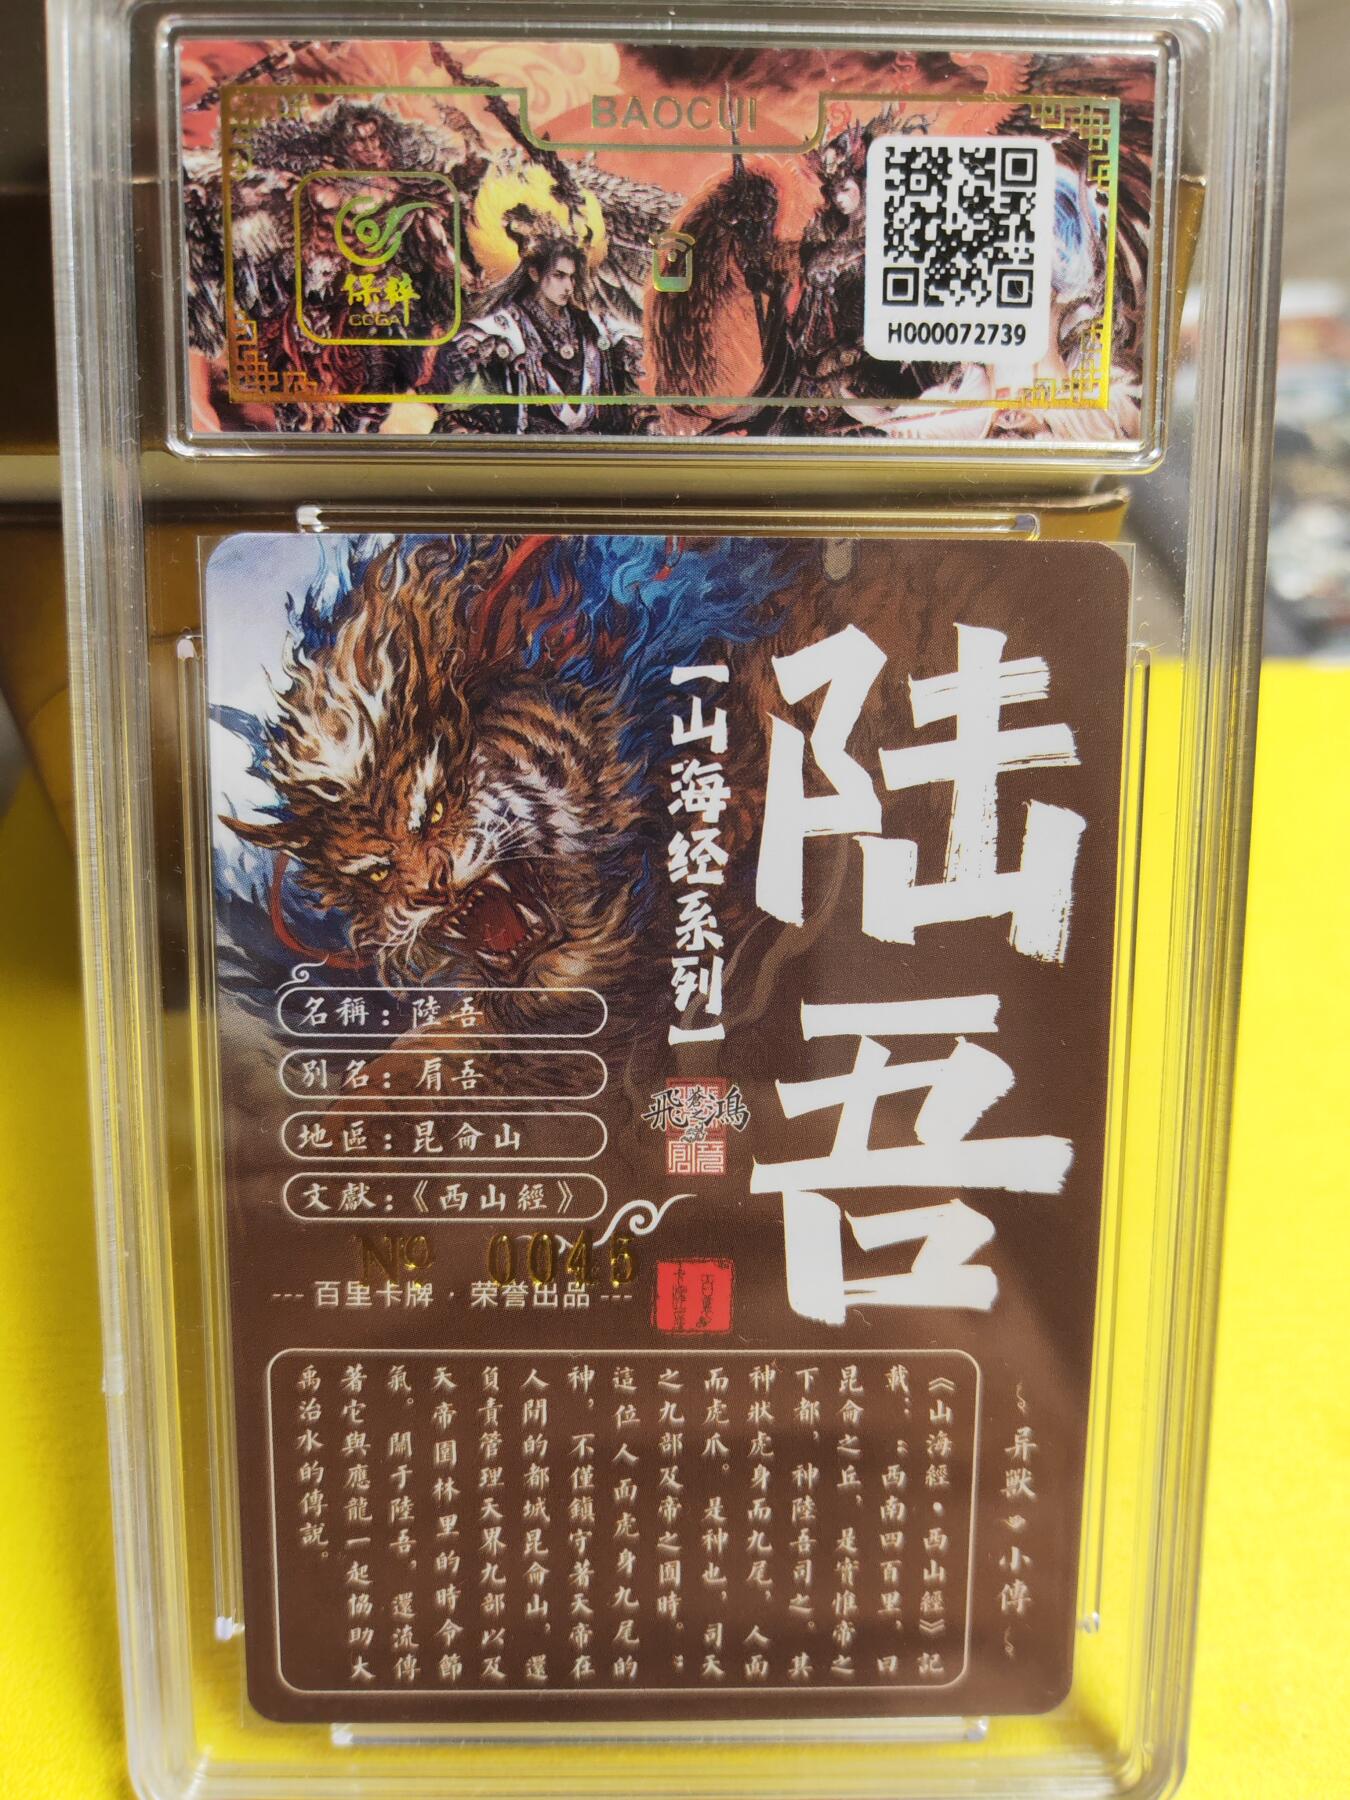 BAOCUI
保粹
CCGA
H000072739
陆吾
【山海经系列】
飛蒼之鴻
名稱：陸吾
別名：肩吾
地區：昆侖山
文獻：《西山經》
№ 0045
--- 百里卡牌 · 荣誉出品 ---
异獸 小傳
《山海經·西山經》記
載：：西南四百里，曰
昆侖之丘，是實惟帝之
下都，神陸吾司之。其
神狀虎身而九尾，人面
而虎爪。是神也，司天
之九部及帝之囿時。：
這位人面虎身九尾的
神，不僅鎮守著天帝在
人間的都城昆侖山，還
負責管理天界九部以及
天帝園林里的時令節
氣。關于陸吾，還流傳
著它與應龍一起協助大
禹治水的傳說。